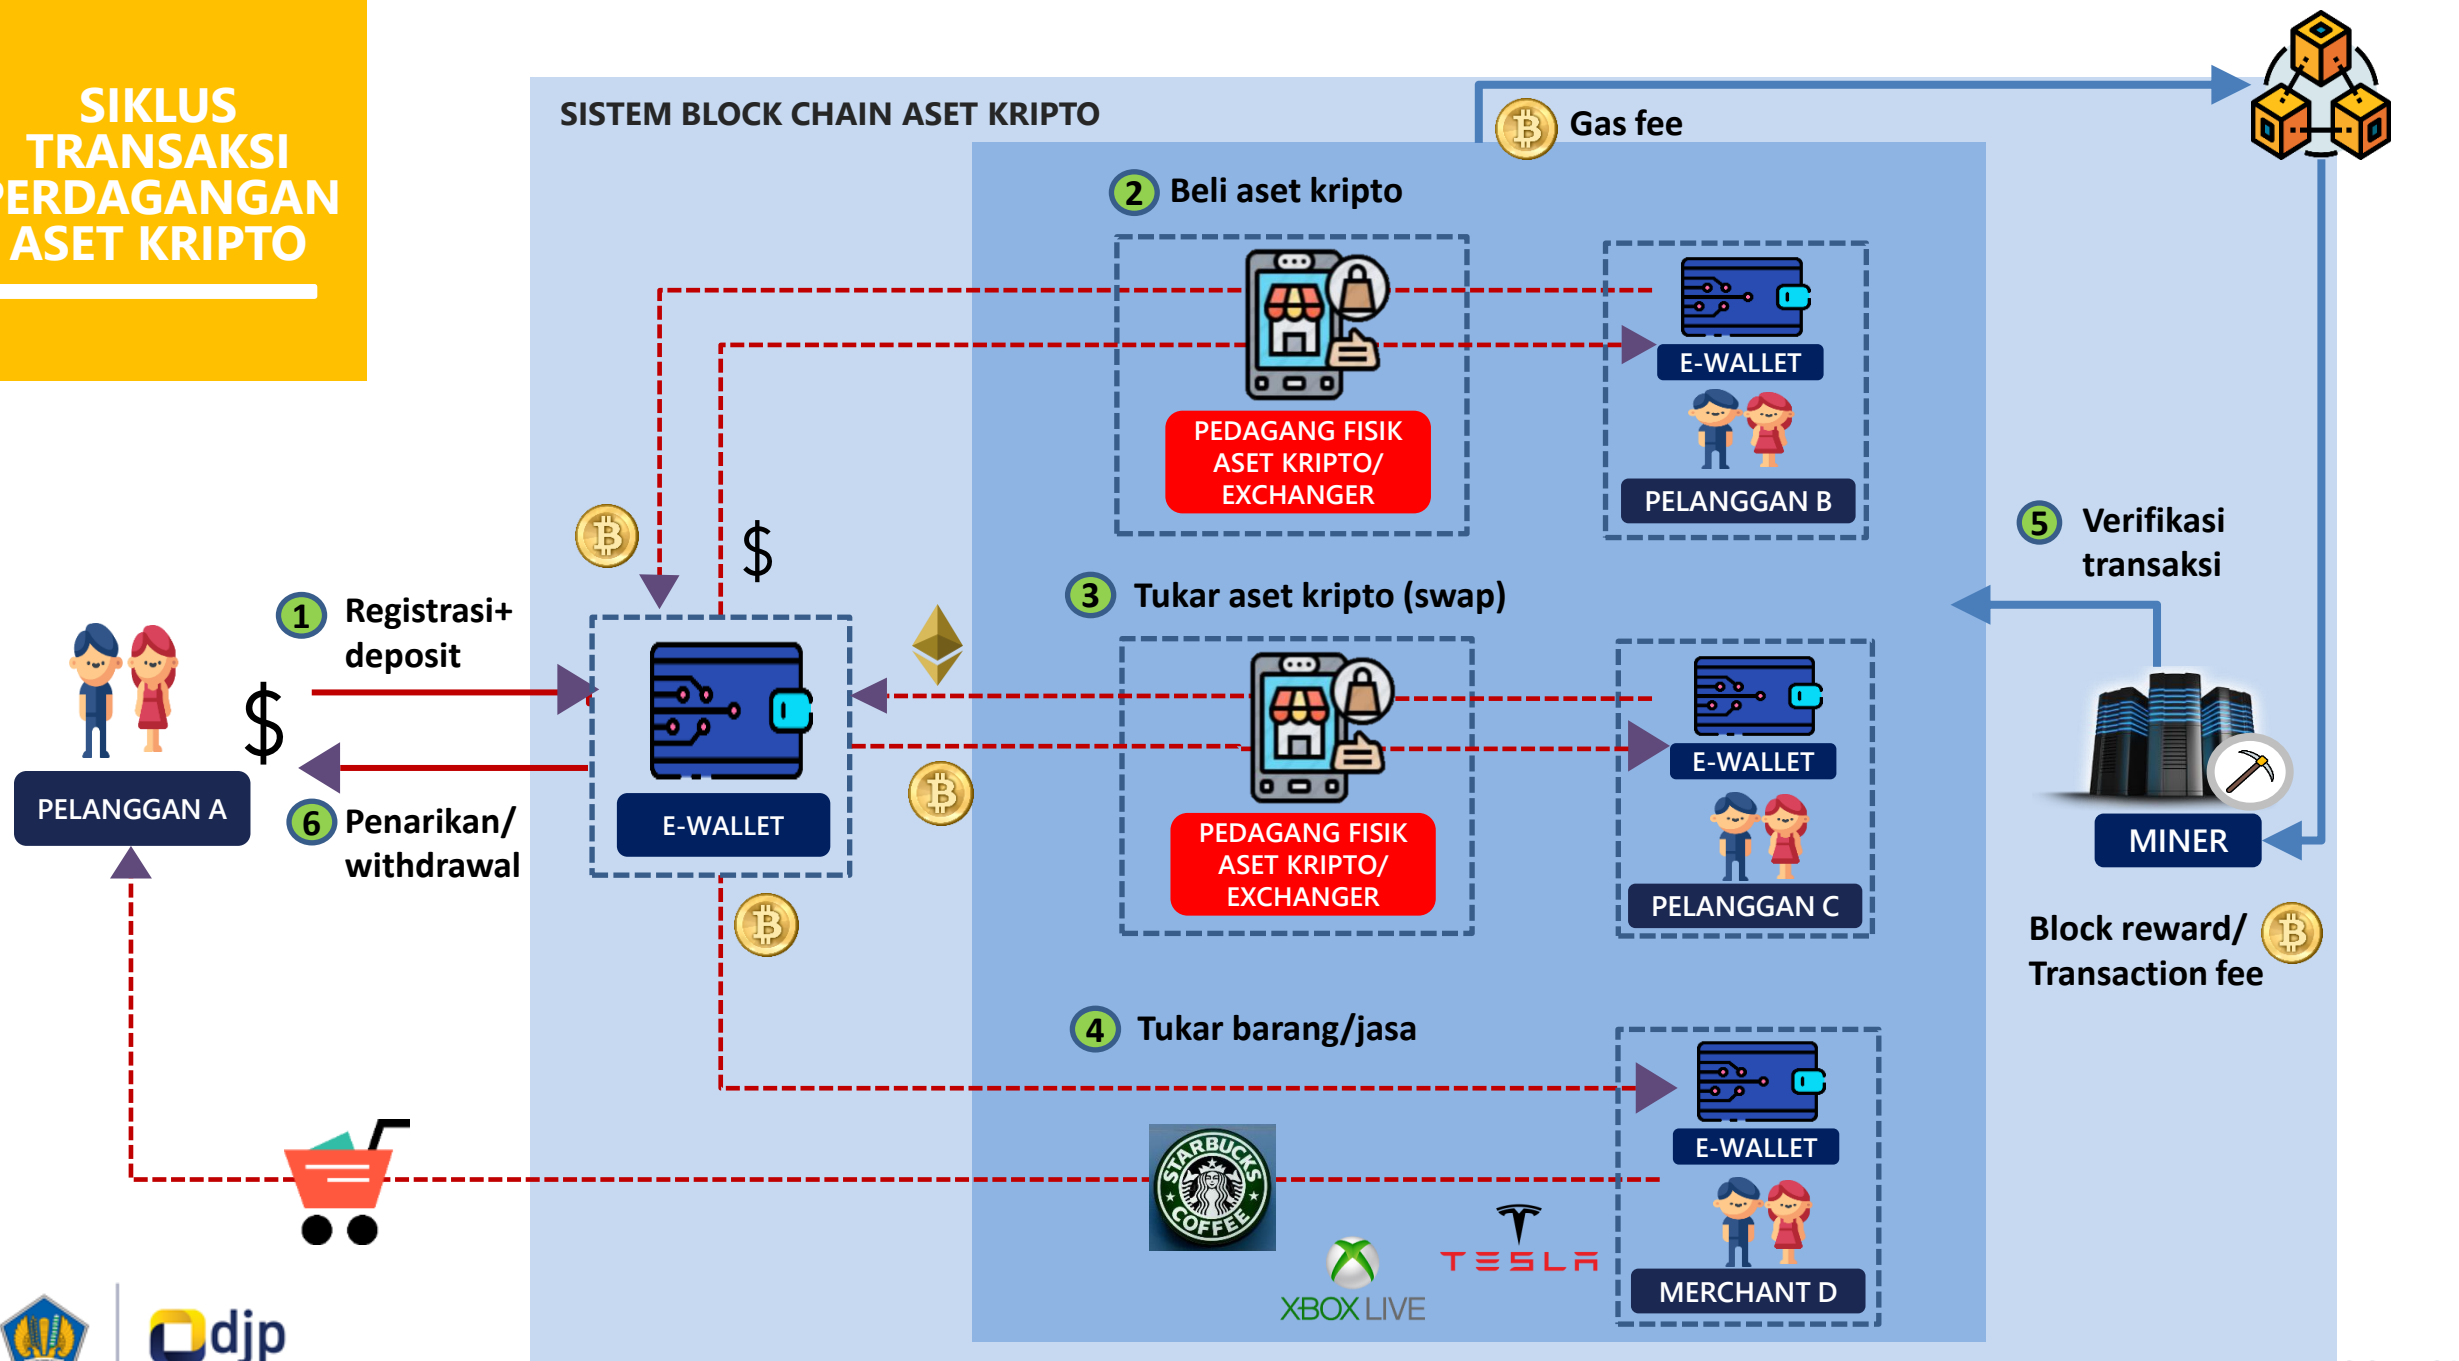 SIKLUS
TRANSAKSI
PERDAGANGAN
ASET KRIPTO
SISTEM BLOCK CHAIN ASET KRIPTO
Gas fee
2 Beli aset kripto
E-WALLET
PEDAGANG FISIK
ASET KRIPTO/
EXCHANGER
PELANGGAN B
5 Verifikasi
transaksi
$
3 Tukar aset kripto (swap)
1 Registrasi+
deposit
$
E-WALLET
PELANGGAN A
6 Penarikan/
withdrawal
E-WALLET
PEDAGANG FISIK
ASET KRIPTO/
EXCHANGER
PELANGGAN C
MINER
Block reward/
Transaction fee
4 Tukar barang/jasa
E-WALLET
STARBUCKS
COFFEE
TESLA
XBOX LIVE
MERCHANT D
djp